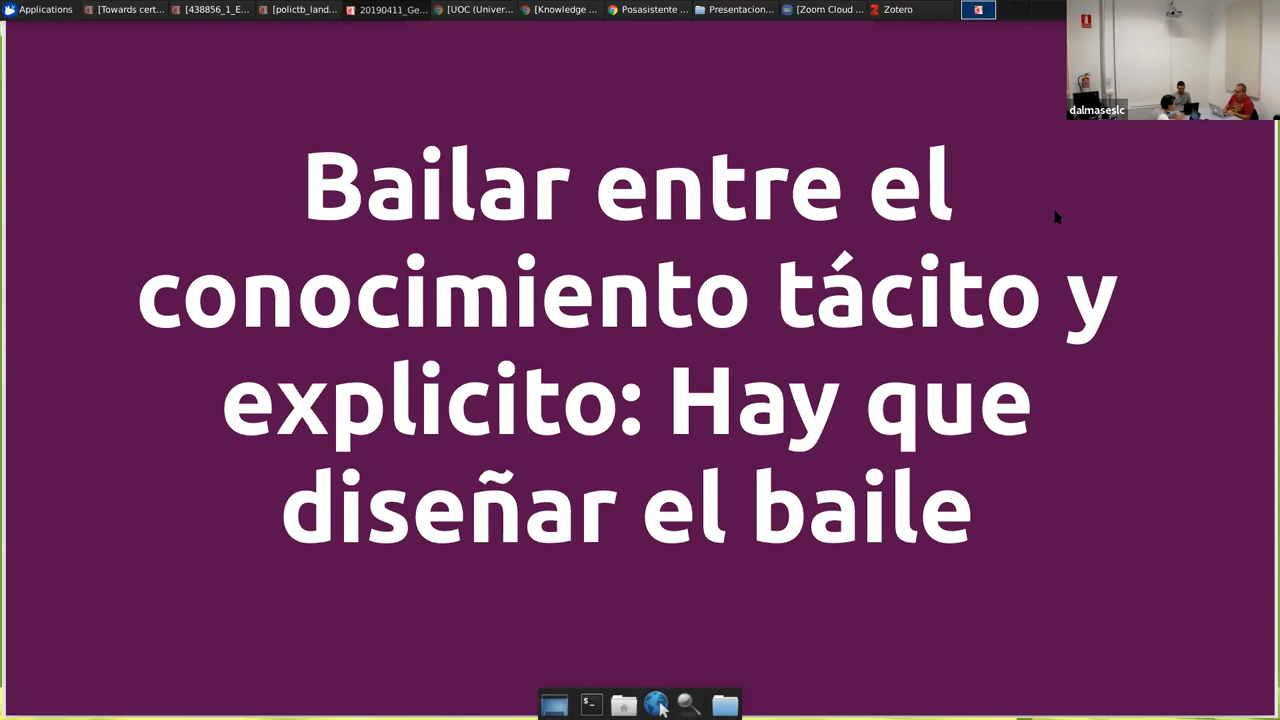 Applications
[Towards cert...
[438856_1_E...
[polictb_land...
20190411_Ge...
[UOC (Univer...
[Knowledge ...
Posasistente ...
Presentacion...
[Zoom Cloud ...
Zotero
dalmaseslc
Bailar entre el
conocimiento tácito y
explicito: Hay que
diseñar el baile
$_